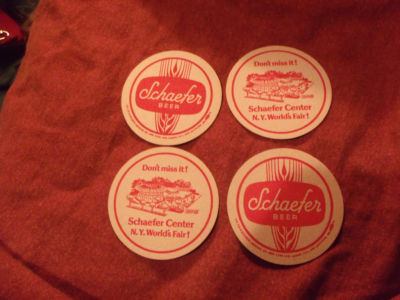 Schaefer
BEER
Don't miss it!
Schaefer Center
N.Y. World's Fair!
Don't miss it!
Schaefer Center
N.Y. World's Fair!
Schaefer
BEER